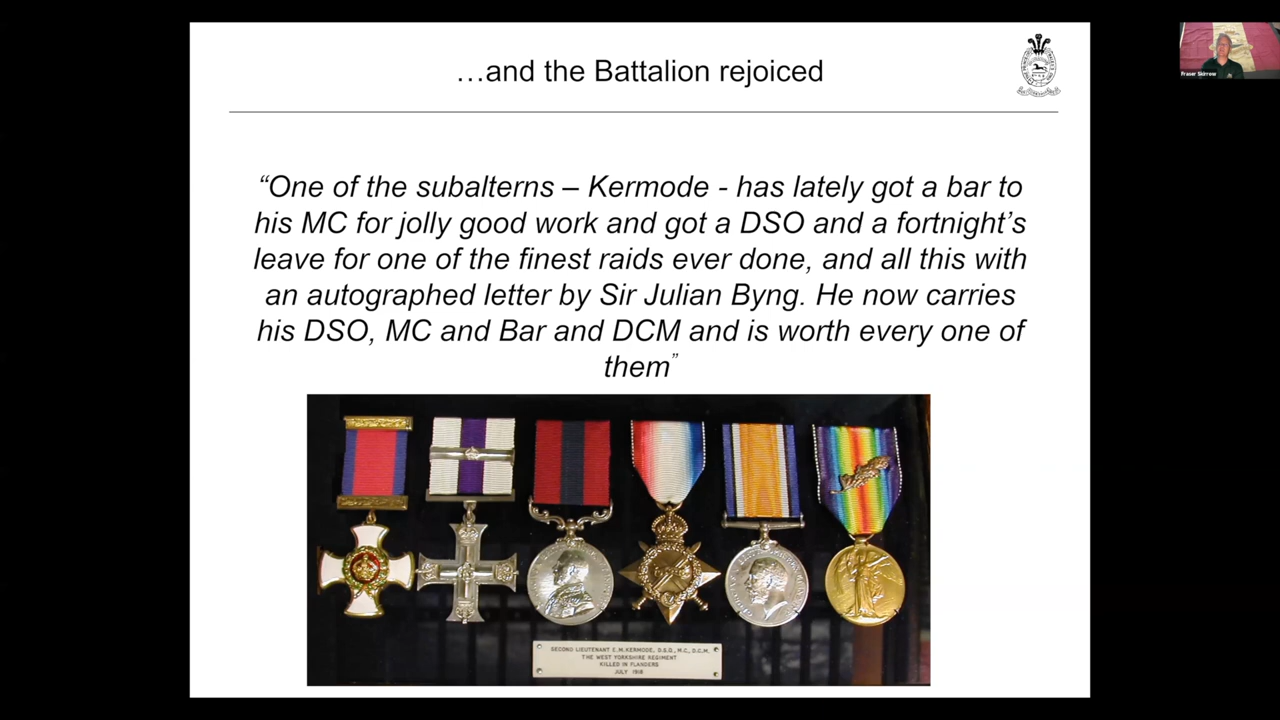 …and the Battalion rejoiced
Fraser Skirrow
“One of the subalterns – Kermode - has lately got a bar to
his MC for jolly good work and got a DSO and a fortnight’s
leave for one of the finest raids ever done, and all this with
an autographed letter by Sir Julian Byng. He now carries
his DSO, MC and Bar and DCM and is worth every one of
them”
SECOND LIEUTENANT E.M.KERMODE, D.S.O., M.C., D.C.M.
THE WEST YORKSHIRE REGIMENT
KILLED IN FLANDERS
JULY 1918